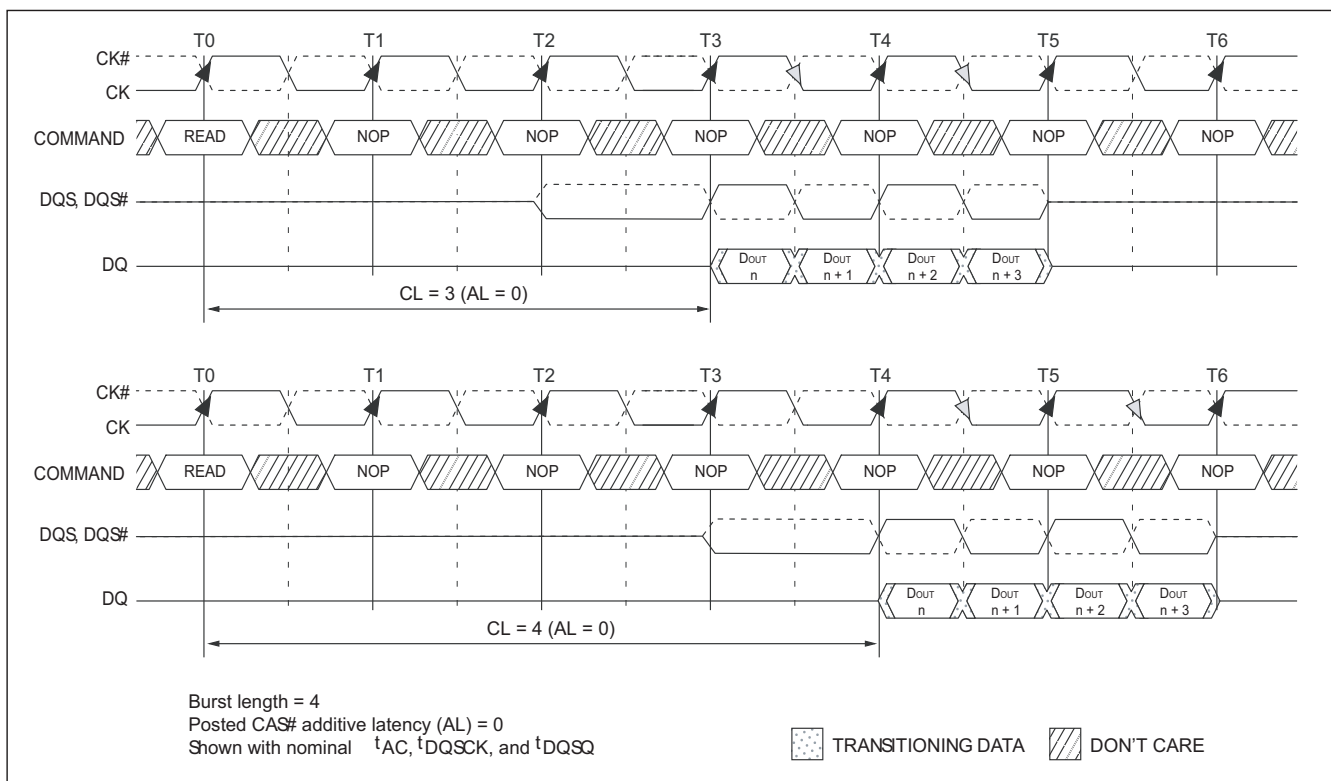 T0 T1 T2 T3 T4 T5 T6
CK#
CK
COMMAND READ NOP NOP NOP NOP NOP NOP
DQS, DQS#
DQ DOUT n DOUT n + 1 DOUT n + 2 DOUT n + 3
CL = 3 (AL = 0)
T0 T1 T2 T3 T4 T5 T6
CK#
CK
COMMAND READ NOP NOP NOP NOP NOP NOP
DQS, DQS#
DQ DOUT n DOUT n + 1 DOUT n + 2 DOUT n + 3
CL = 4 (AL = 0)
Burst length = 4
Posted CAS# additive latency (AL) = 0
Shown with nominal tAC, tDQSCK, and tDQSQ
TRANSITIONING DATA DON'T CARE